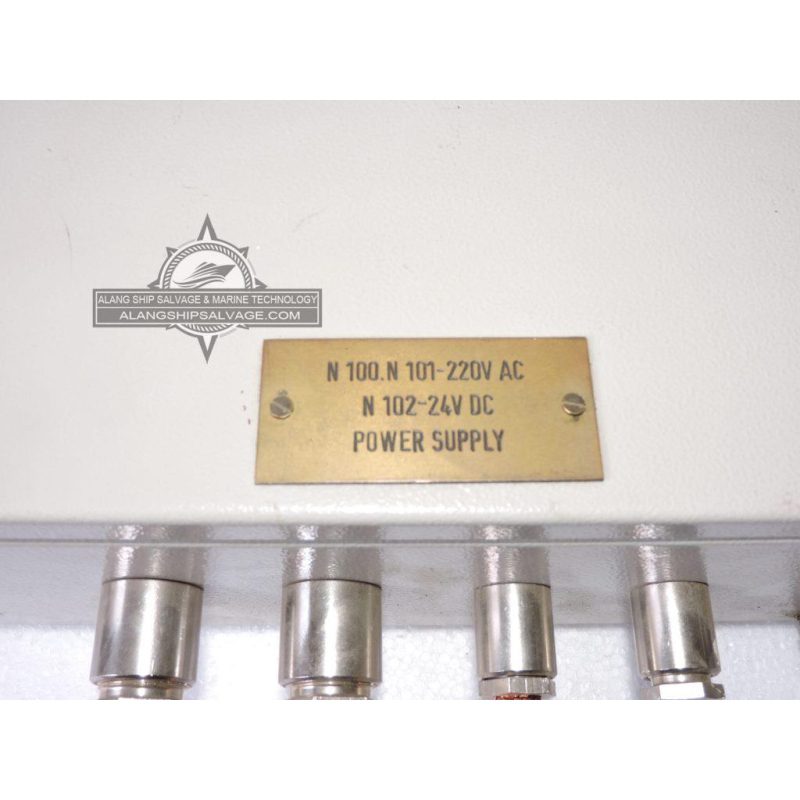 ALANG SHIP SALVAGE & MARINE TECHNOLOGY
ALANGSHIPSALVAGE.COM
N 100.N 101-220V AC
N 102-24V DC
POWER SUPPLY